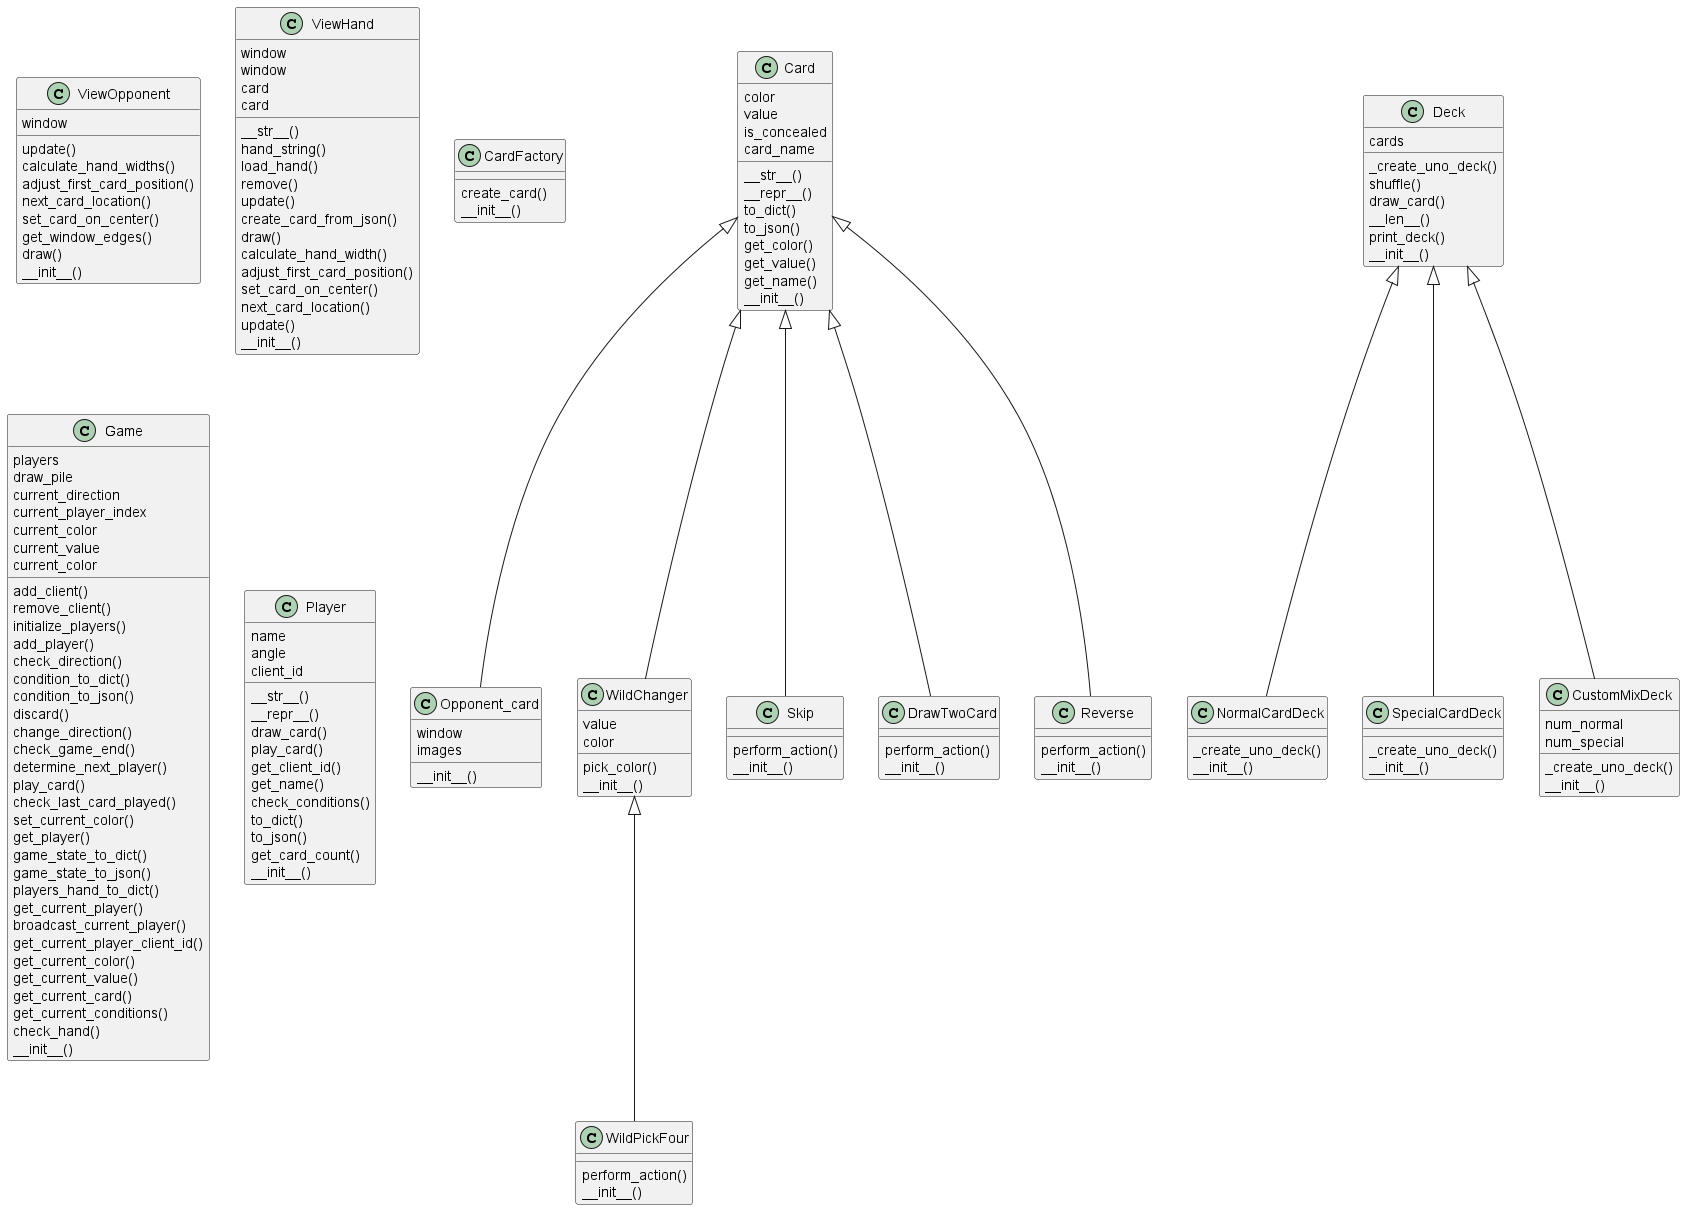 C ViewOpponent
window
update()
calculate_hand_widths()
adjust_first_card_position()
next_card_location()
set_card_on_center()
get_window_edges()
draw()
__init__()
C ViewHand
window
window
card
card
__str__()
hand_string()
load_hand()
remove()
update()
create_card_from_json()
draw()
calculate_hand_width()
adjust_first_card_position()
set_card_on_center()
next_card_location()
update()
__init__()
C CardFactory
create_card()
__init__()
C Card
color
value
is_concealed
card_name
__str__()
__repr__()
to_dict()
to_json()
get_color()
get_value()
get_name()
__init__()
C Deck
cards
_create_uno_deck()
shuffle()
draw_card()
__len__()
print_deck()
__init__()
C Game
players
draw_pile
current_direction
current_player_index
current_color
current_value
current_color
add_client()
remove_client()
initialize_players()
add_player()
check_direction()
condition_to_dict()
condition_to_json()
discard()
change_direction()
check_game_end()
determine_next_player()
play_card()
check_last_card_played()
set_current_color()
get_player()
game_state_to_dict()
game_state_to_json()
players_hand_to_dict()
get_current_player()
broadcast_current_player()
get_current_player_client_id()
get_current_color()
get_current_value()
get_current_card()
get_current_conditions()
check_hand()
__init__()
C Player
name
angle
client_id
__str__()
__repr__()
draw_card()
play_card()
get_client_id()
get_name()
check_conditions()
to_dict()
to_json()
get_card_count()
__init__()
C Opponent_card
window
images
__init__()
C WildChanger
value
color
pick_color()
__init__()
C Skip
perform_action()
__init__()
C DrawTwoCard
perform_action()
__init__()
C Reverse
perform_action()
__init__()
C NormalCardDeck
_create_uno_deck()
__init__()
C SpecialCardDeck
_create_uno_deck()
__init__()
C CustomMixDeck
num_normal
num_special
_create_uno_deck()
__init__()
C WildPickFour
perform_action()
__init__()